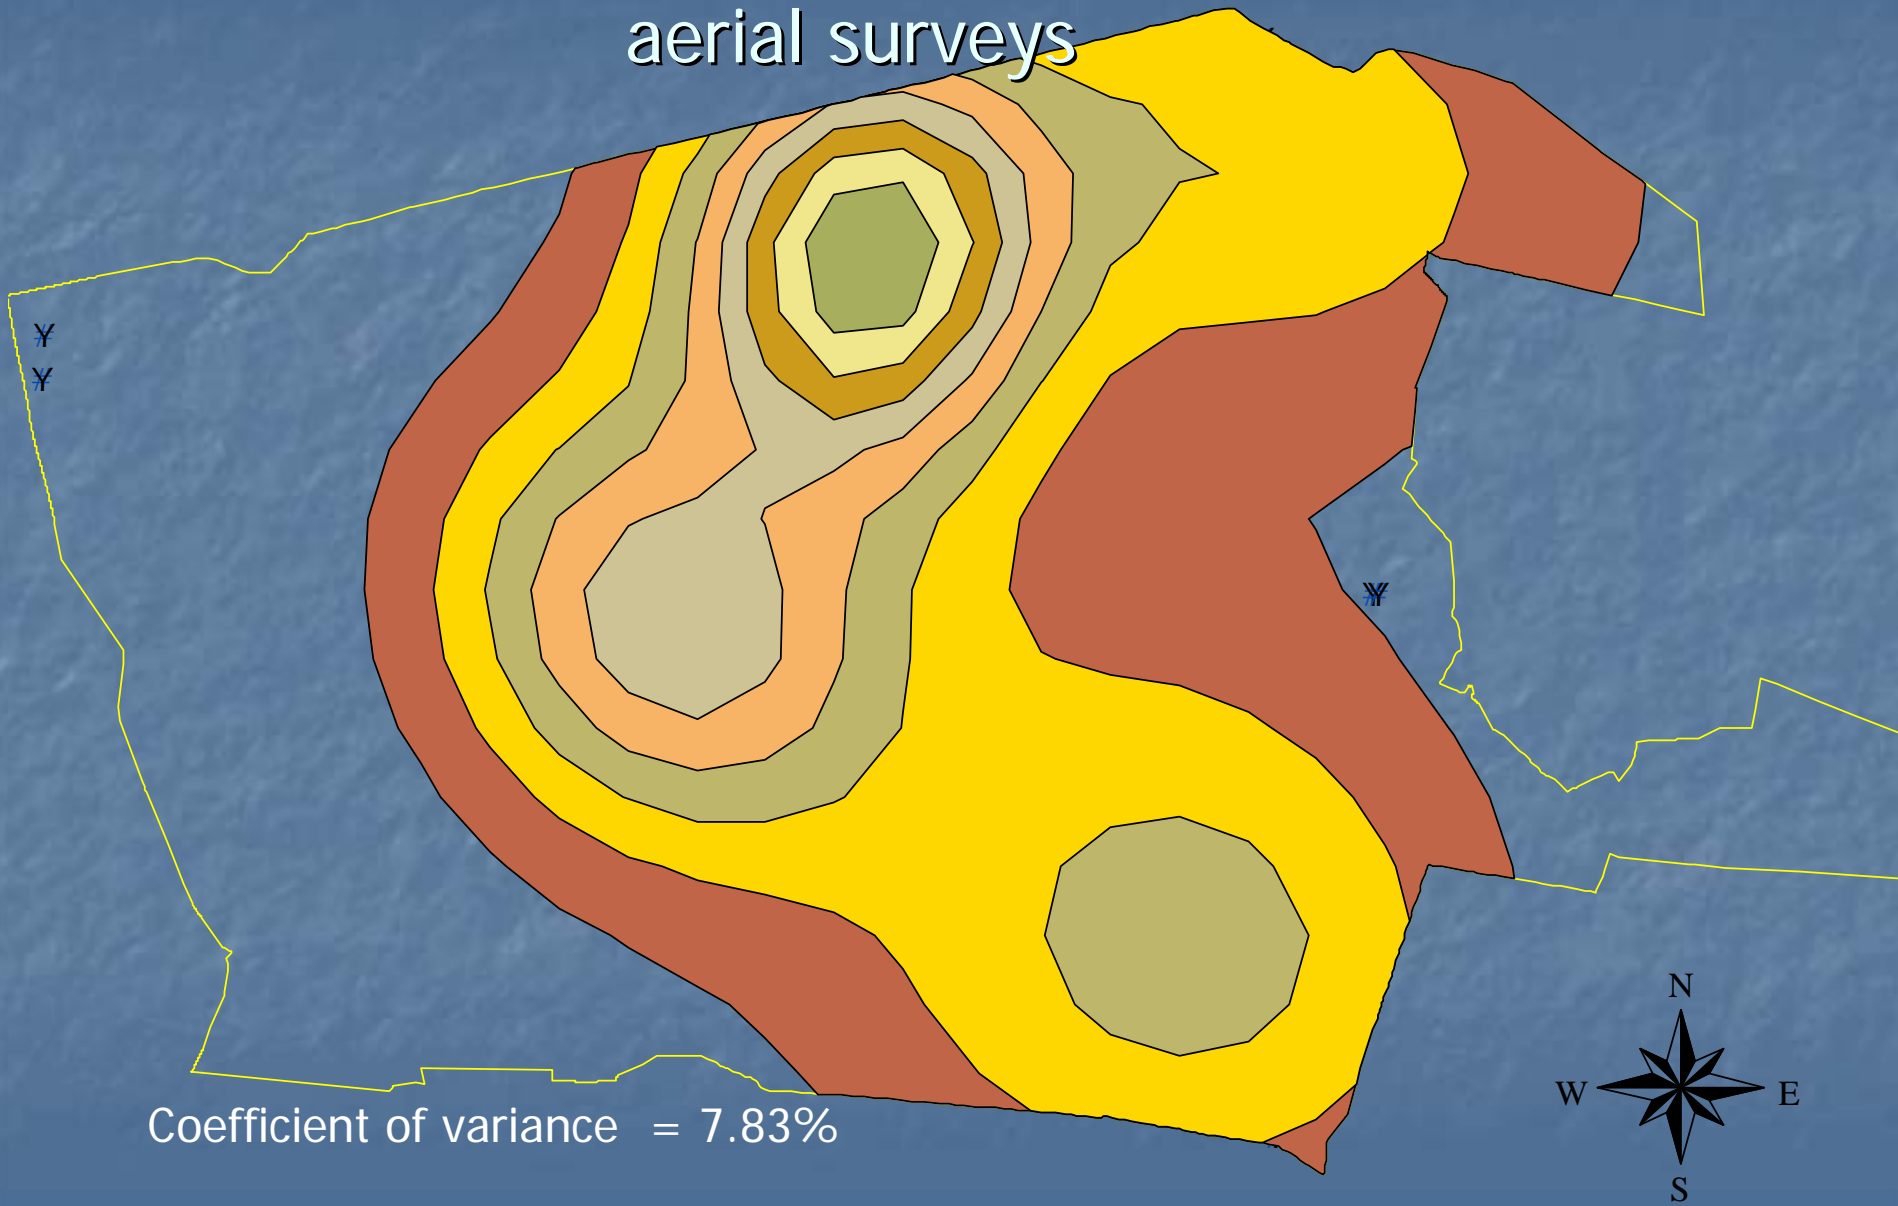 aerial surveys
¥
¥
¥¥
N
W E
S
Coefficient of variance = 7.83%